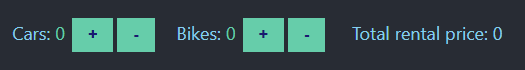 Cars: 0 + - Bikes: 0 + - Total rental price: 0